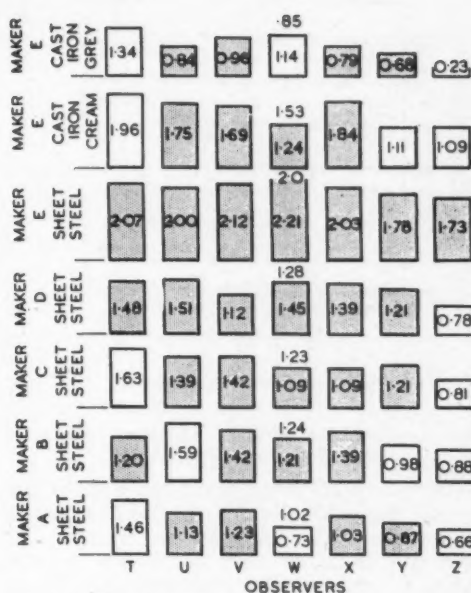 MAKER E CAST IRON GREY
.85
1.34 0.84 0.96 1.14 0.79 0.68 0.23
MAKER E CAST IRON CREAM
1.53
1.96 1.75 1.69 1.24 1.84 1.11 1.09
MAKER E SHEET STEEL
2.0
2.07 2.00 2.12 2.21 2.03 1.78 1.73
MAKER D SHEET STEEL
1.28
1.48 1.51 1.12 1.45 1.39 1.21 0.78
MAKER C SHEET STEEL
1.23
1.63 1.39 1.42 1.09 1.09 1.21 0.81
MAKER B SHEET STEEL
1.24
1.20 1.59 1.42 1.21 1.39 0.98 0.88
MAKER A SHEET STEEL
1.02
1.46 1.13 1.23 0.73 1.03 0.87 0.66
T U V W X Y Z
OBSERVERS